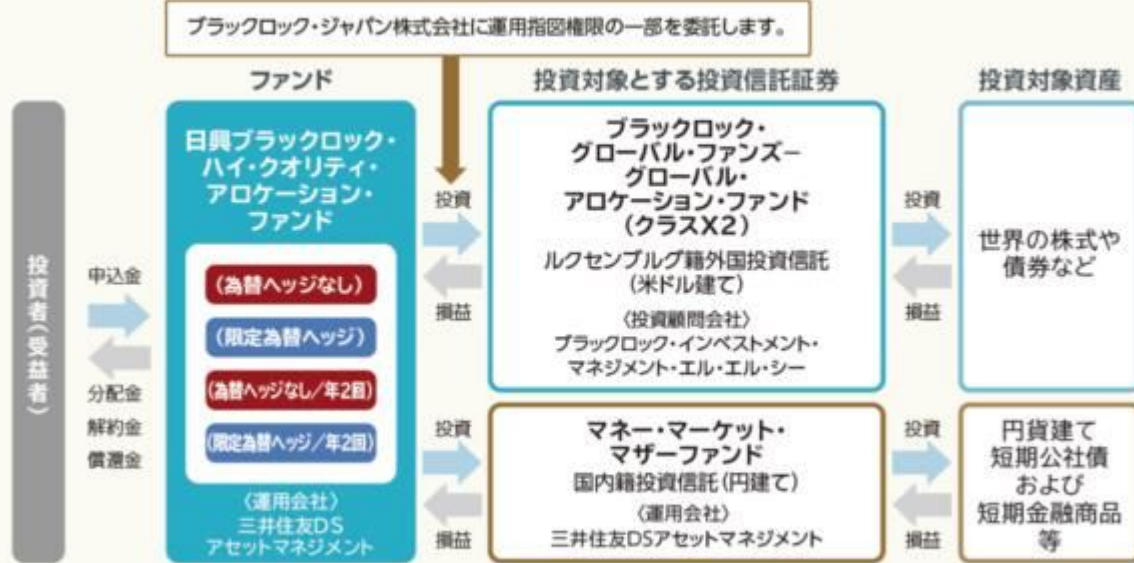 ブラックロック・ジャパン株式会社に運用指図権限の一部を委託します。
ファンド
投資対象とする投資信託証券
投資対象資産
投資者(受益者)
申込金
分配金
解約金
償還金
日興ブラックロック・
ハイ・クオリティ・
アロケーション・
ファンド
(為替ヘッジなし)
(限定為替ヘッジ)
(為替ヘッジなし/年2回)
(限定為替ヘッジ/年2回)
〈運用会社〉
三井住友DS
アセットマネジメント
投資
損益
投資
損益
ブラックロック・
グローバル・ファンズ−
グローバル・
アロケーション・ファンド
(クラスX2)
ルクセンブルグ籍外国投資信託
(米ドル建て)
〈投資顧問会社〉
ブラックロック・インベストメント・
マネジメント・エル・エル・シー
マネー・マーケット・
マザーファンド
国内籍投資信託(円建て)
〈運用会社〉
三井住友DSアセットマネジメント
投資
損益
投資
損益
世界の株式や
債券など
円貨建て
短期公社債
および
短期金融商品
等